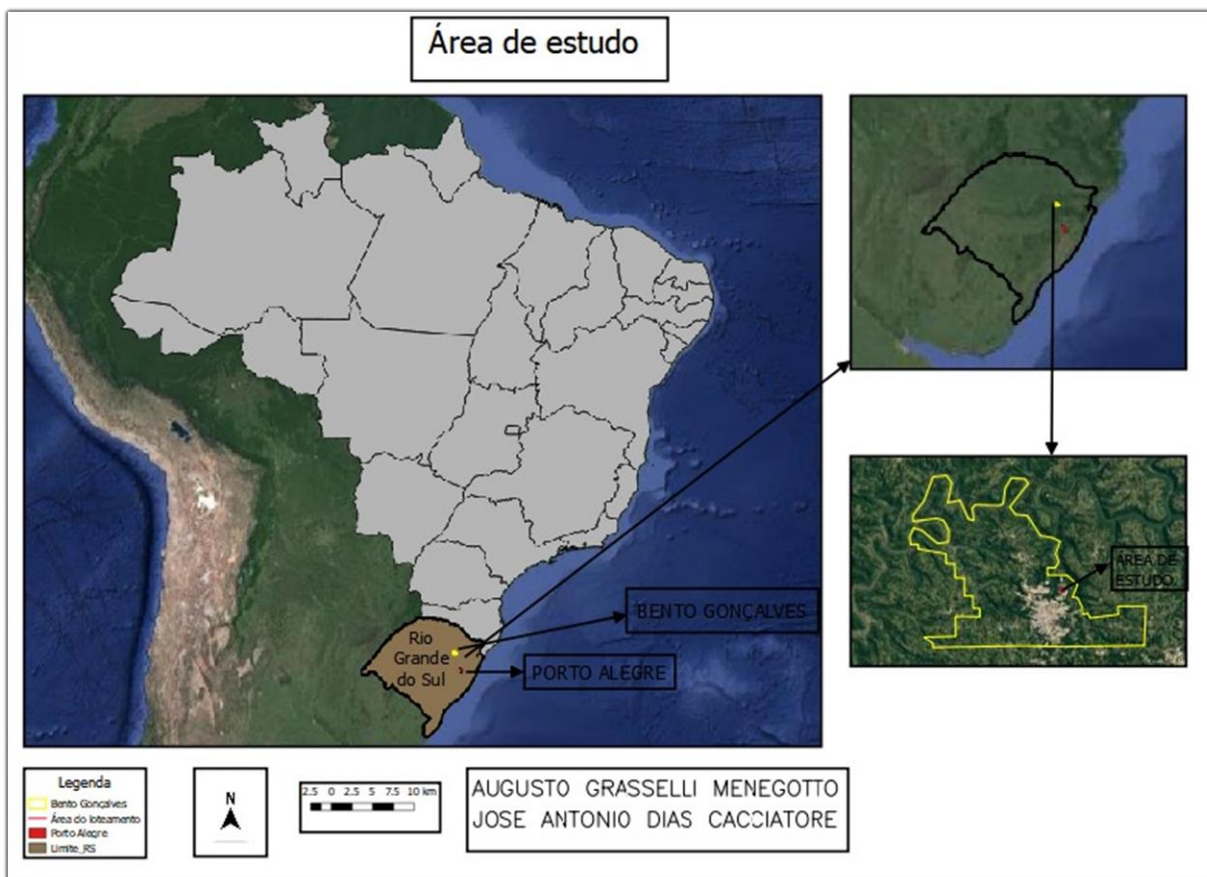 Área de estudo
Rio
Grande
do Sul
BENTO GONÇALVES
PORTO ALEGRE
ÁREA DE
ESTUDO
Legenda
Bento Gonçalves
Área do loteamento
Porto Alegre
Limite_RS
N
2.5 0 2.5 5 7.5 10 km
AUGUSTO GRASSELLI MENEGOTTO
JOSE ANTONIO DIAS CACCIATORE